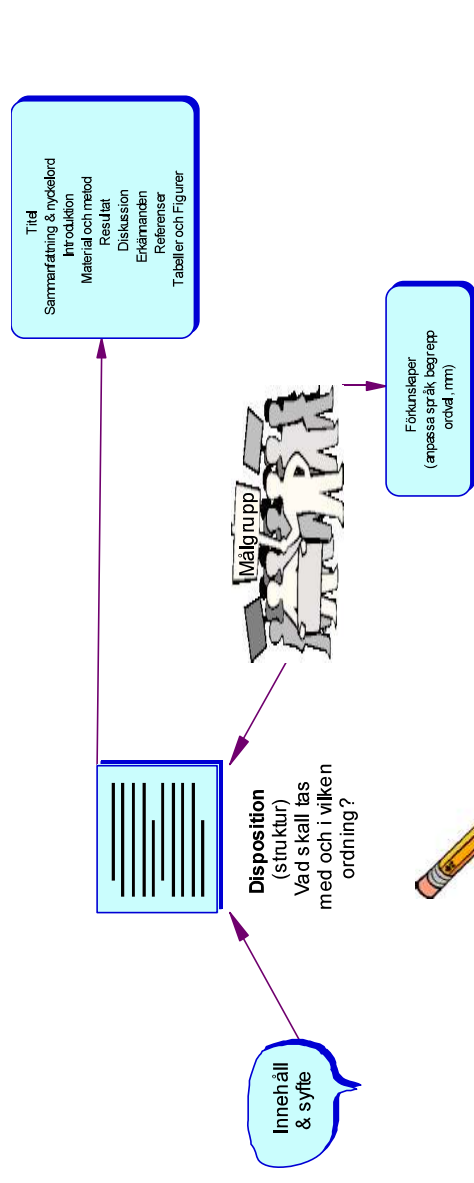 Innehåll
& syfte
Disposition
(struktur)
Vad skall tas
med och i vilken
ordning?
Målgrupp
Titel
Sammanfattning & nyckelord
Introduktion
Material och metod
Resultat
Diskussion
Erkännanden
Referenser
Tabeller och Figurer
Förkunskaper
(anpassa språk, begrepp
ordval, mm)